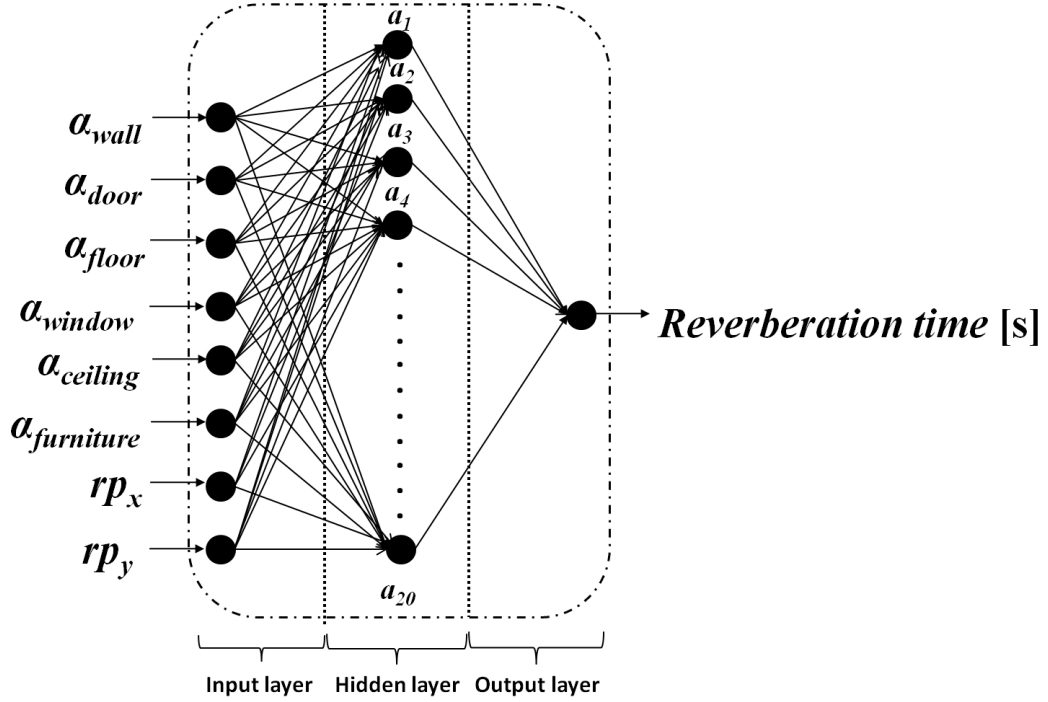 a1
a2
a3
a4
a20
αwall
αdoor
αfloor
αwindow
αceiling
αfurniture
rpx
rpy
Reverberation time [s]
Input layer
Hidden layer
Output layer